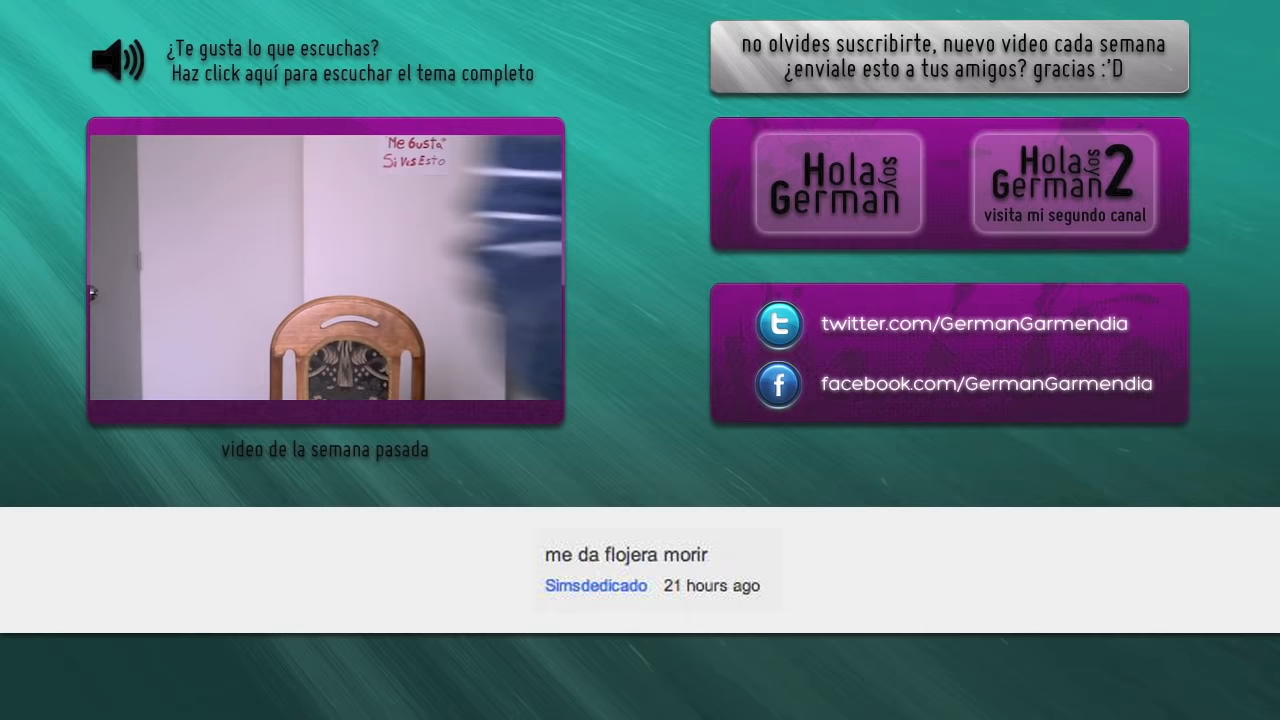 ¿Te gusta lo que escuchas?
Haz click aquí para escuchar el tema completo
no olvides suscribirte, nuevo video cada semana
¿enviale esto a tus amigos? gracias :'D
Me Gusta"
Si Ves Esto
Hola soy
German
Hola soy
German 2
visita mi segundo canal
twitter.com/GermanGarmendia
facebook.com/GermanGarmendia
video de la semana pasada
me da flojera morir
Simsdedicado 21 hours ago